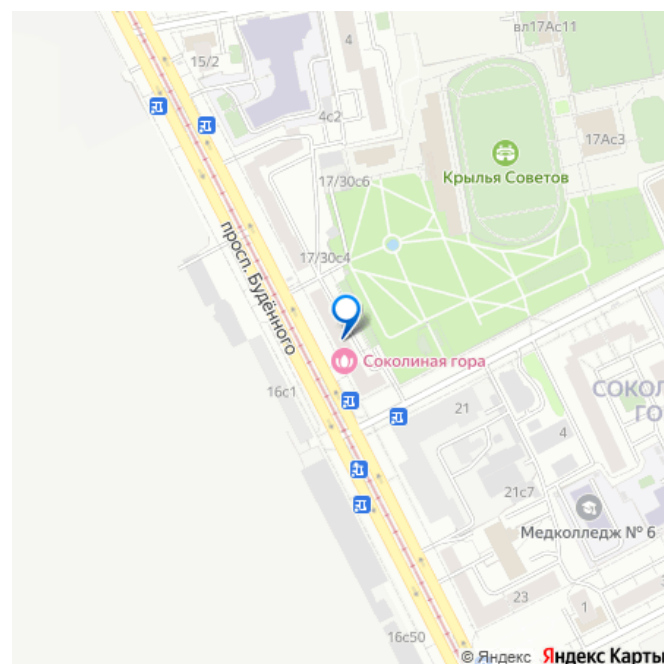 вл17Ас11
4
15/2
4с2
17Ас3
Крылья Советов
17/30с6
просп. Будённого
17/30с4
Соколиная гора
16с1
21
СОКОЛ
ГО
4
21с7
Медколледж № 6
23
1
16с50
© Яндекс Яндекс Карты